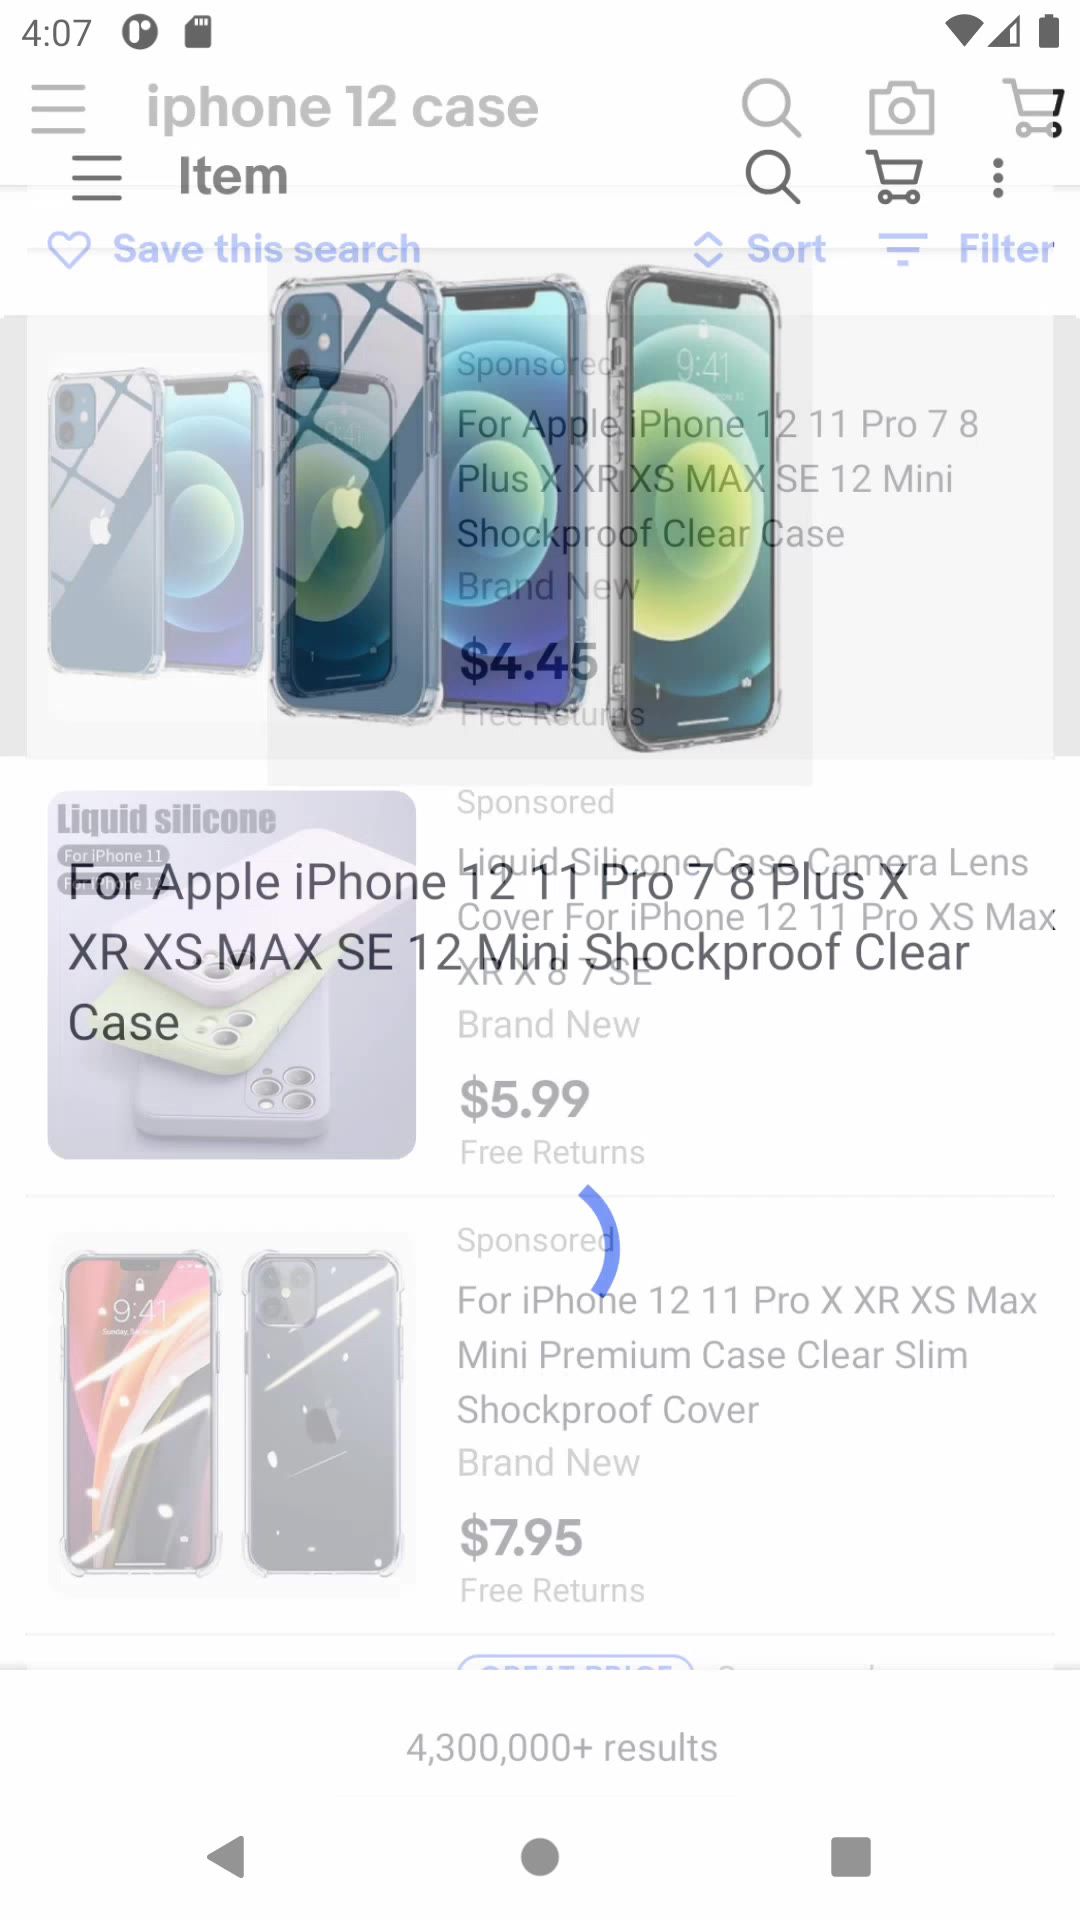 4:07
iphone 12 case
Item
Save this search
Sort
Filter
9:41
Sponsored
For Apple iPhone 12 11 Pro 7 8
Plus X XR XS MAX SE 12 Mini
Shockproof Clear Case
Brand New
$4.45
Free Returns
Liquid silicone
For iPhone 11
For iPhone 12
Sponsored
Liquid Silicone Case Camera Lens
Cover For iPhone 12 11 Pro XS Max
XR X 8 7 SE
Brand New
$5.99
Free Returns
For Apple iPhone 12 11 Pro 7 8 Plus X
XR XS MAX SE 12 Mini Shockproof Clear
Case
9:41
Sponsored
For iPhone 12 11 Pro X XR XS Max
Mini Premium Case Clear Slim
Shockproof Cover
Brand New
$7.95
Free Returns
GREAT PRICE
4,300,000+ results